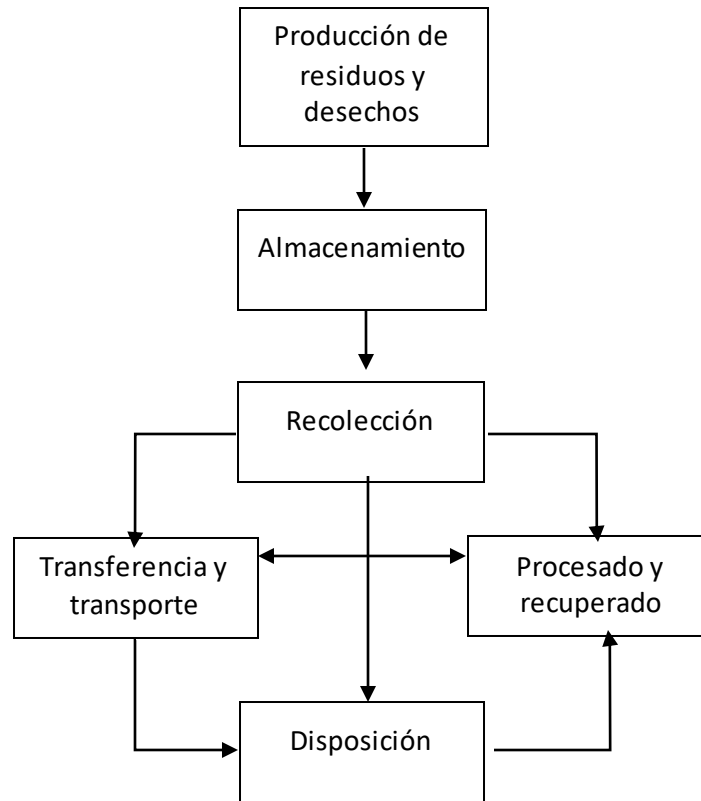 Producción de
residuos y
desechos
Almacenamiento
Recolección
Transferencia y
transporte
Procesado y
recuperado
Disposición